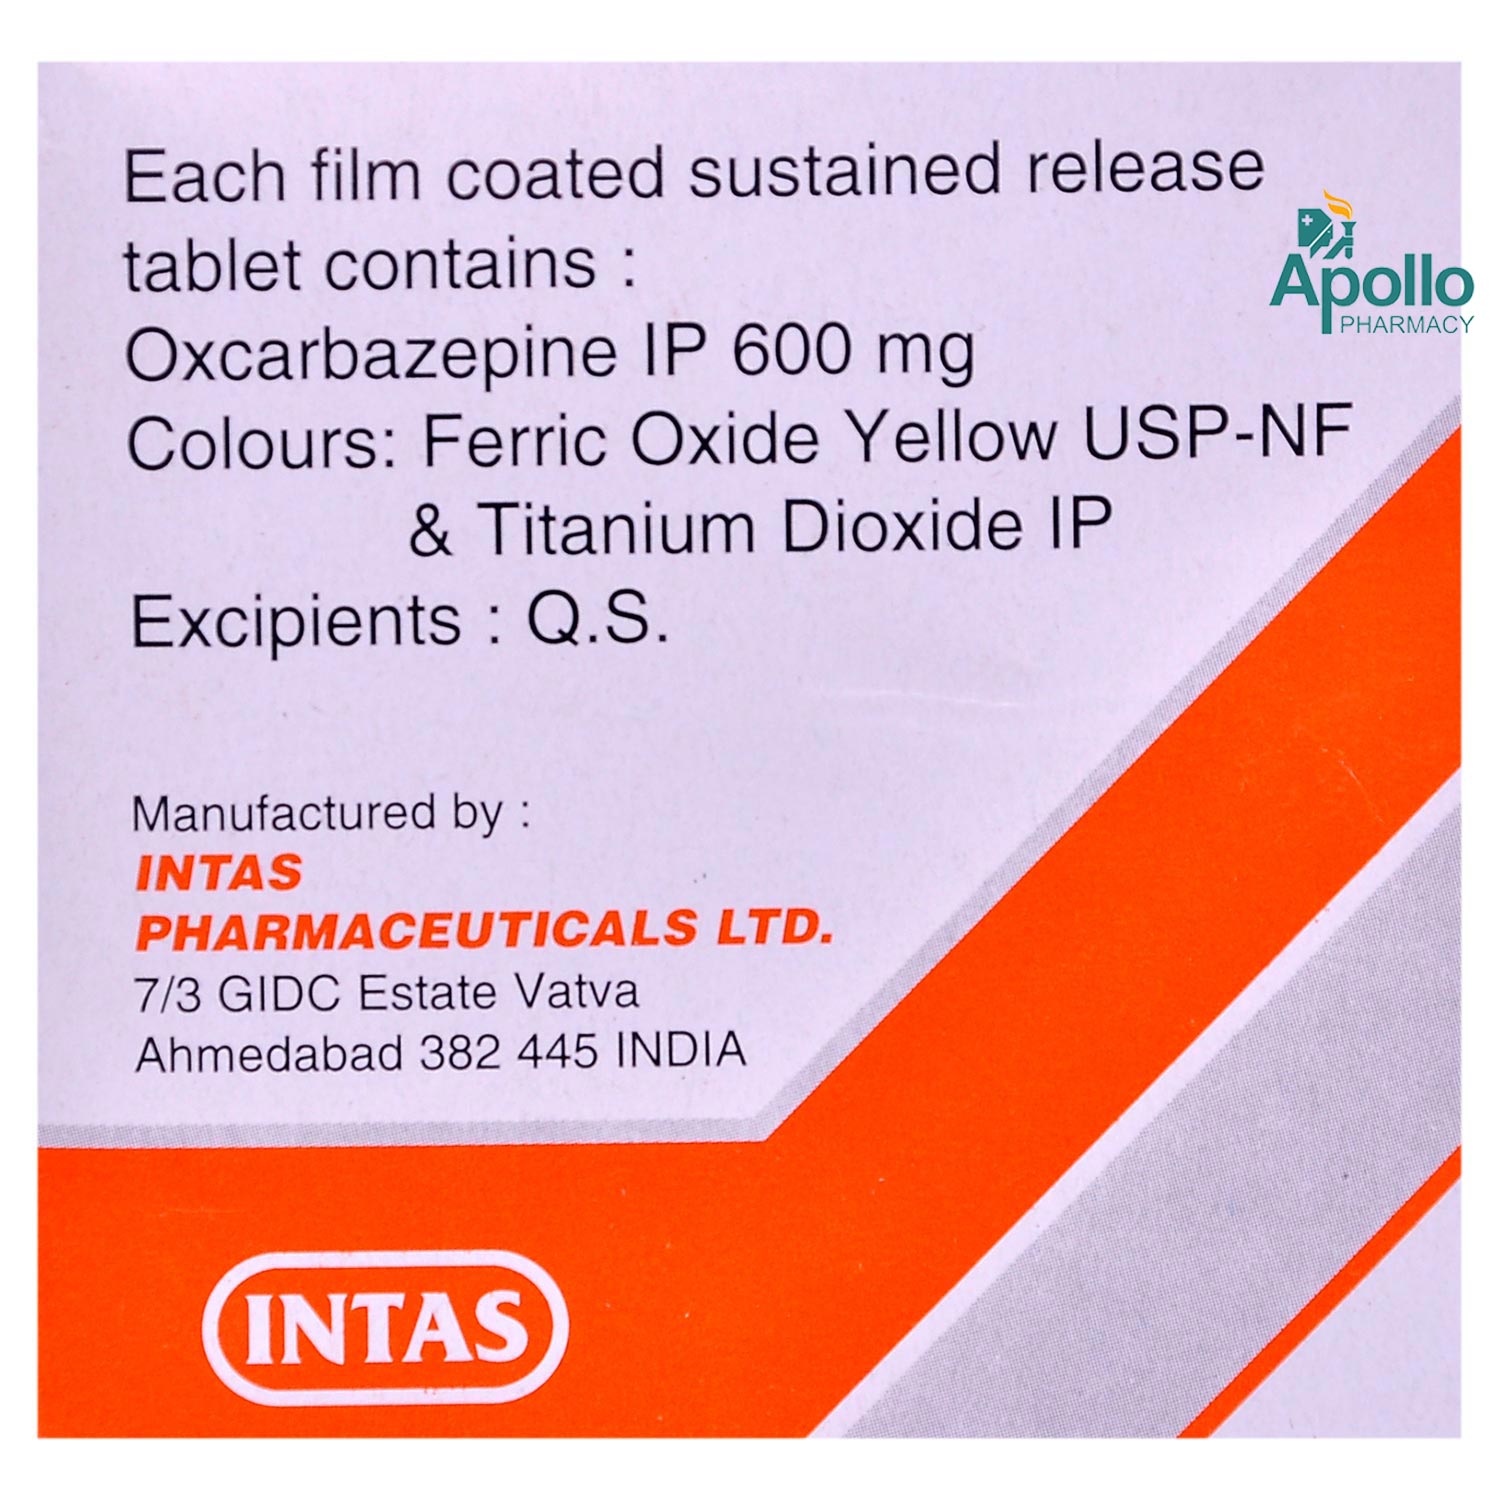 Each film coated sustained release
tablet contains :
Oxcarbazepine IP 600 mg
Colours: Ferric Oxide Yellow USP-NF
& Titanium Dioxide IP
Excipients : Q.S.
Apollo
PHARMACY
Manufactured by :
INTAS
PHARMACEUTICALS LTD.
7/3 GIDC Estate Vatva
Ahmedabad 382 445 INDIA
INTAS